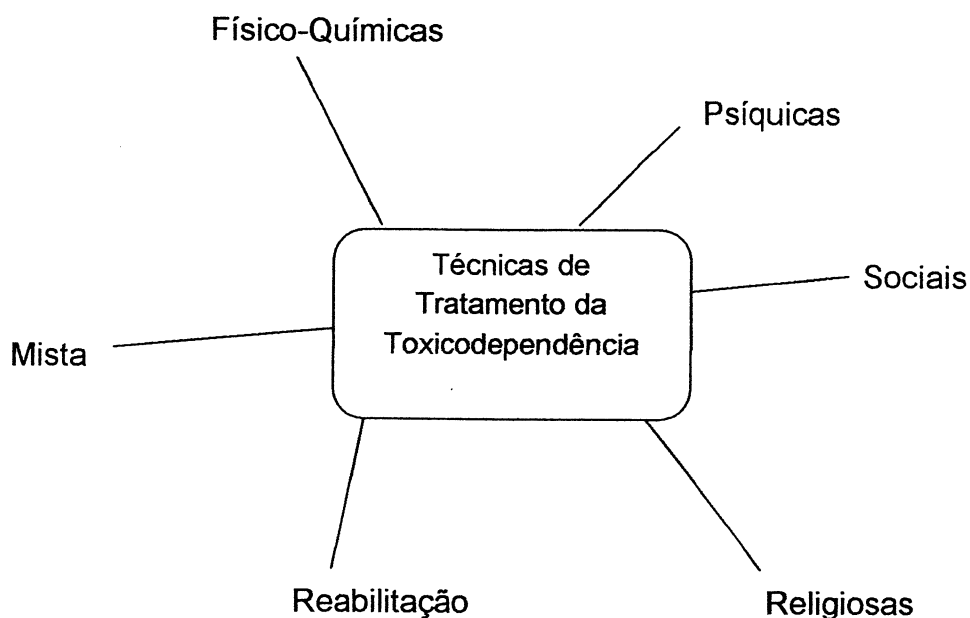 Físico-Químicas
Psíquicas
Técnicas de
Tratamento da
Toxicodependência
Sociais
Mista
Reabilitação
Religiosas